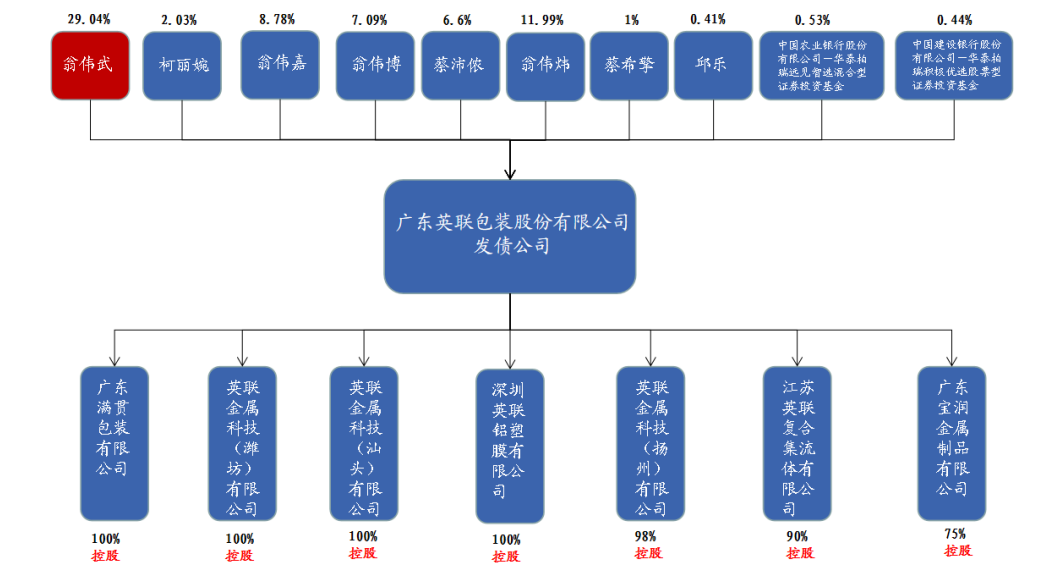 29.04%
2.03%
8.78%
7.09%
6.6%
11.99%
1%
0.41%
0.53%
0.44%
翁伟武
柯丽婉
翁伟嘉
翁伟博
蔡沛侬
翁伟炜
蔡希擎
邱乐
中国农业银行股份
有限公司—华泰柏
瑞远见智选混合型
证券投资基金
中国建设银行股份
有限公司—华泰柏
瑞积极优选股票型
证券投资基金
广东英联包装股份有限公司
发债公司
广东
满贯
包装
有限
公司
英联
金属
科技
（潍
坊）
有限
公司
英联
金属
科技
（汕
头）
有限
公司
深圳
英联
铝塑
膜有
限公
司
英联
金属
科技
（扬
州）
有限
公司
江苏
英联
复合
集流
体有
限公
司
广东
宝润
金属
制品
有限
公司
100%
控股
100%
控股
100%
控股
100%
控股
98%
控股
90%
控股
75%
控股